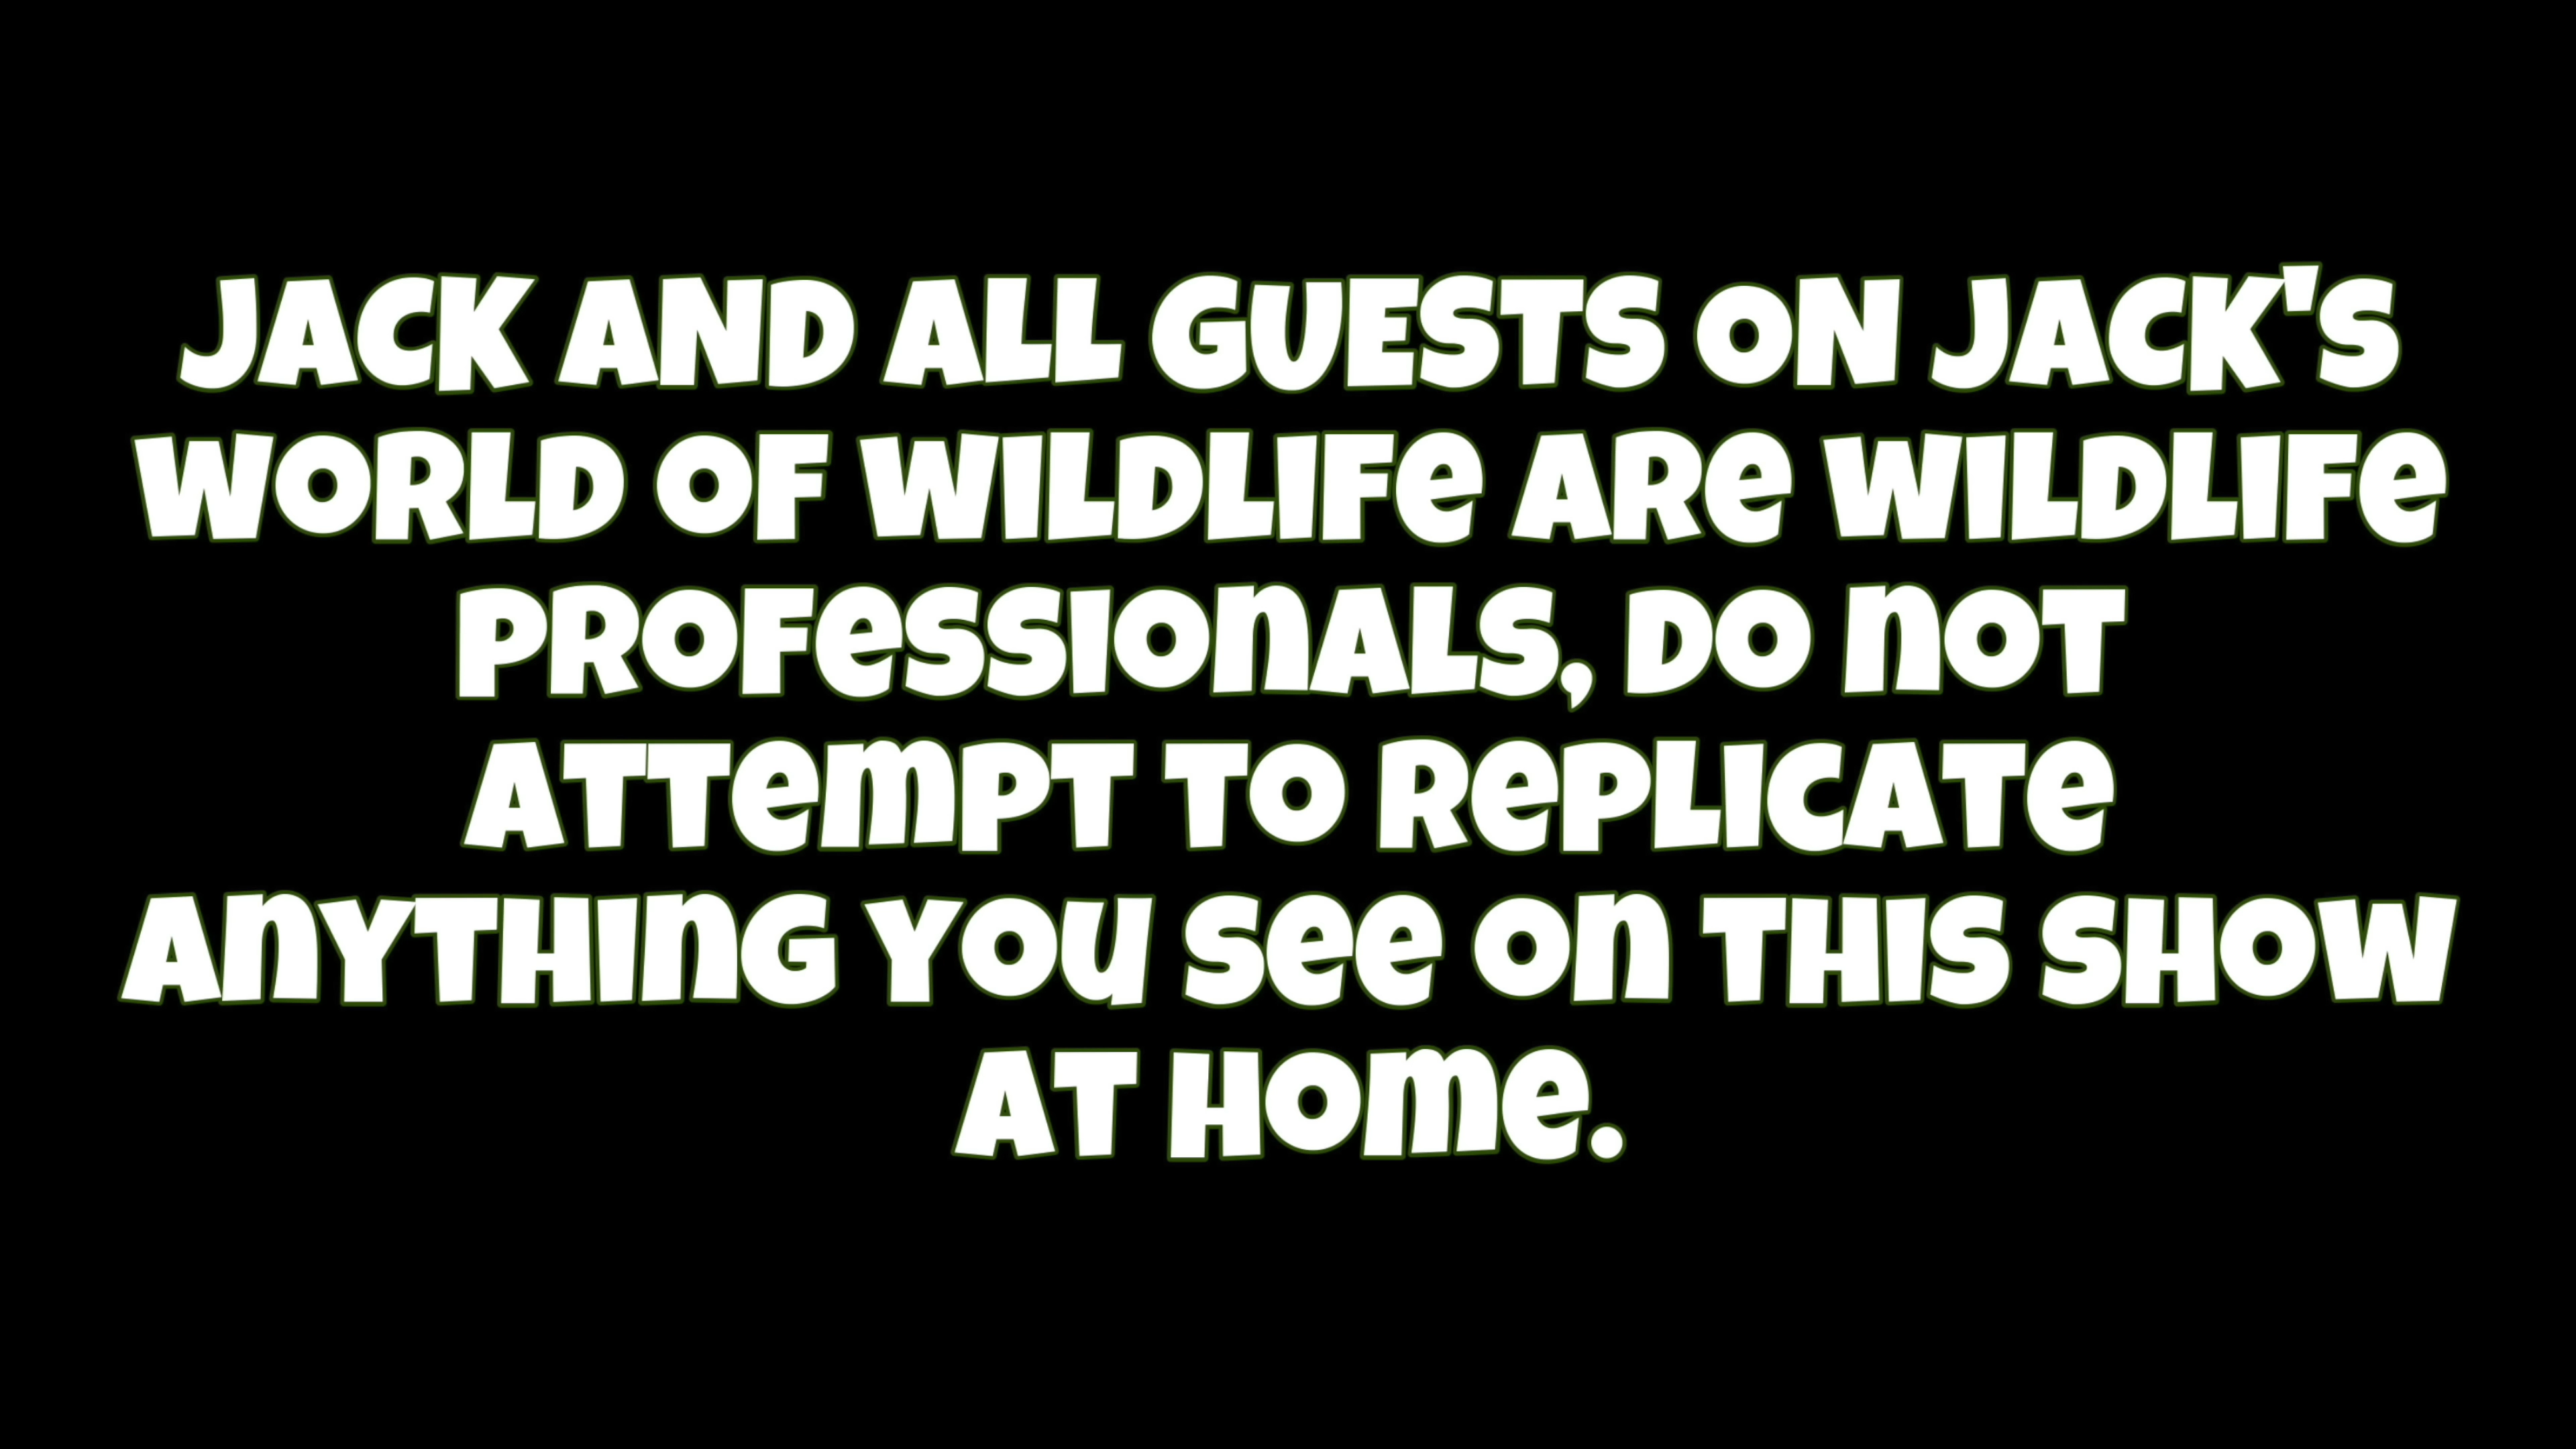 JACK AND ALL GUESTS ON JACK'S
WORLD OF WILDLIFe ARe WILDLIFe
PROFeSSIOnALS, DO nOT
ATTemPT TO RePLICATe
AnYTHInG YOu See On THIS SHOW
AT HOme.